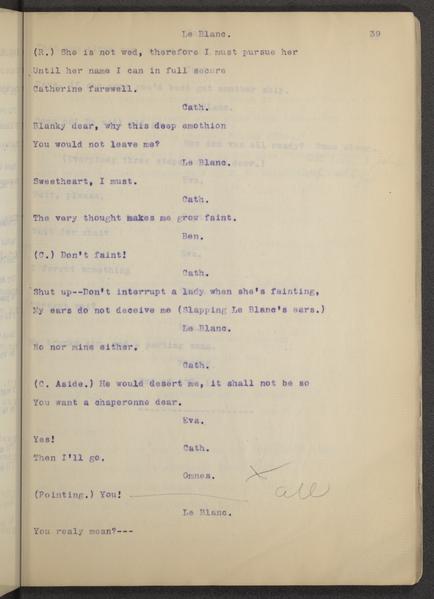 Le Blanc. 39
(R.) She is not wed, therefore I must pursue her
Until her name I can in full secure
Catherine farewell.
Cath.
Blanky dear, why this deep emothion
You would not leave me?
Le Blanc.
Sweetheart, I must.
Cath.
The very thought makes me grow faint.
Ben.
(C.) Don't faint!
Cath.
Shut up--Don't interrupt a lady when she's fainting,
My ears do not deceive me (Slapping Le Blanc's ears.)
Le Blanc.
No nor mine either.
Cath.
(C. Aside.) He would desert me, it shall not be so
You want a chaperonne dear.
Eva.
Yes!
Cath.
Then I'll go.
Omnes.
x all
(Pointing.) You!
Le Blanc.
You realy mean?---